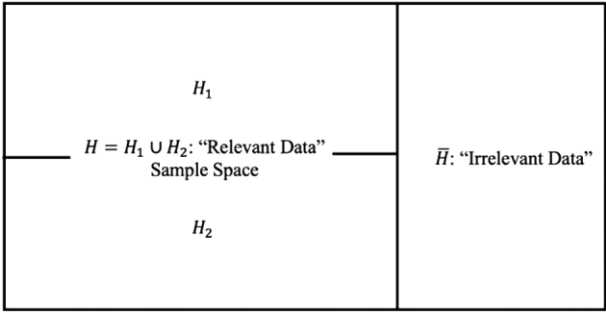 H₁
H = H₁ ∪ H₂: “Relevant Data”
Sample Space
H̅: “Irrelevant Data”
H₂